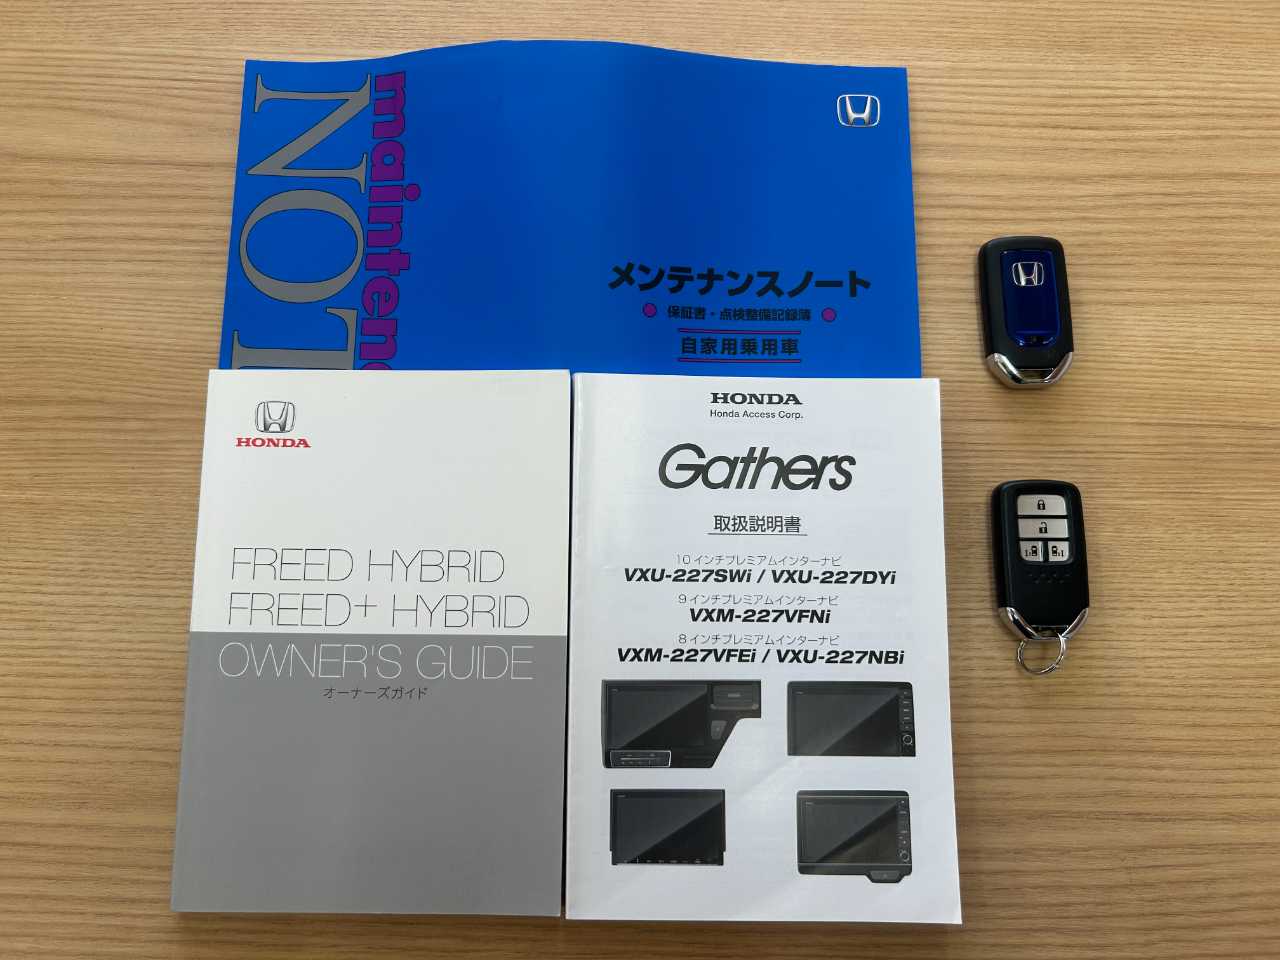 mainten
NOT
メンテナンスノート
保証書・点検整備記録簿
自家用乗用車
HONDA
FREED HYBRID
FREED+ HYBRID
OWNER'S GUIDE
オーナーズガイド
HONDA
Honda Access Corp.
Gathers
取扱説明書
10インチプレミアムインターナビ
VXU-227SWi / VXU-227DYi
9インチプレミアムインターナビ
VXM-227VFNi
8インチプレミアムインターナビ
VXM-227VFEi / VXU-227NBi